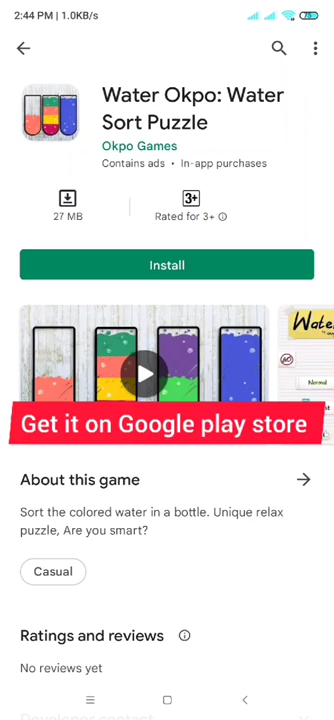 2:44 PM | 1.0KB/s
Water Okpo: Water
Sort Puzzle
Okpo Games
Contains ads • In-app purchases
27 MB
3+
Rated for 3+
Install
Normal
Get it on Google play store
About this game
Sort the colored water in a bottle. Unique relax
puzzle, Are you smart?
Casual
Ratings and reviews
No reviews yet